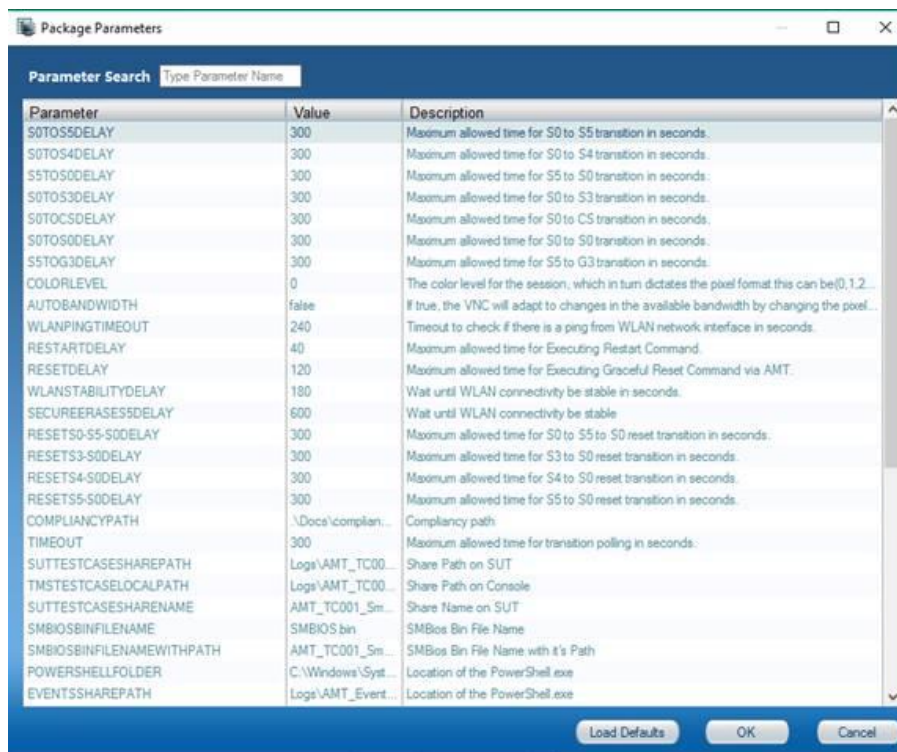 Package Parameters
Parameter Search Type Parameter Name
Parameter Value Description
S0TOS5DELAY 300 Maximum allowed time for S0 to S5 transition in seconds.
S0TOS4DELAY 300 Maximum allowed time for S0 to S4 transition in seconds.
S5TOS0DELAY 300 Maximum allowed time for S5 to S0 transition in seconds.
S0TOS3DELAY 300 Maximum allowed time for S0 to S3 transition in seconds.
S0TOCSDELAY 300 Maximum allowed time for S0 to CS transition in seconds.
S0TOS0DELAY 300 Maximum allowed time for S0 to S0 transition in seconds.
S5TOG3DELAY 300 Maximum allowed time for S5 to G3 transition in seconds.
COLORLEVEL 0 The color level for the session, which in turn dictates the pixel format this can be(0,1,2...
AUTOBANDWIDTH false If true, the VNC will adapt to changes in the available bandwidth by changing the pixel...
WLANPINGTIMEOUT 240 Timeout to check if there is a ping from WLAN network interface in seconds.
RESTARTDELAY 40 Maximum allowed time for Executing Restart Command.
RESETDELAY 120 Maximum allowed time for Executing Graceful Reset Command via AMT.
WLANSTABILITYDELAY 180 Wait until WLAN connectivity be stable in seconds.
SECUREERASES5DELAY 600 Wait until WLAN connectivity be stable
RESETS0-S5-S0DELAY 300 Maximum allowed time for S0 to S5 to S0 reset transition in seconds.
RESETS3-S0DELAY 300 Maximum allowed time for S3 to S0 reset transition in seconds.
RESETS4-S0DELAY 300 Maximum allowed time for S4 to S0 reset transition in seconds.
RESETS5-S0DELAY 300 Maximum allowed time for S5 to S0 reset transition in seconds.
COMPLIANCYPATH .\Docs\complian... Compliancy path
TIMEOUT 300 Maximum allowed time for transition polling in seconds.
SUTTESTCASESHAREPATH Logs\AMT_TC00... Share Path on SUT
TMSTESTCASELOCALPATH Logs\AMT_TC00... Share Path on Console
SUTTESTCASESHARENAME AMT_TC001_Sm... Share Name on SUT
SMBIOSBINFILENAME SMBIOS.bin SMBios Bin File Name
SMBIOSBINFILENAMEWITHPATH AMT_TC001_Sm... SMBios Bin File Name with it's Path
POWERSHELLFOLDER C:\Windows\Syst... Location of the PowerShell.exe
EVENTSSHAREPATH Logs\AMT_Event... Location of the PowerShell.exe
Load Defaults OK Cancel